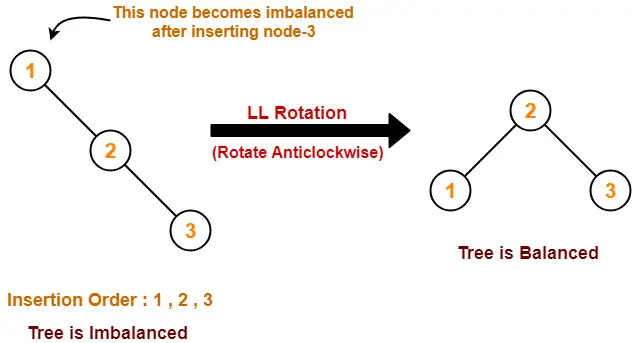 This node becomes imbalanced
after inserting node-3
1
2
3
LL Rotation
(Rotate Anticlockwise)
2
1
3
Tree is Balanced
Insertion Order : 1 , 2 , 3
Tree is Imbalanced